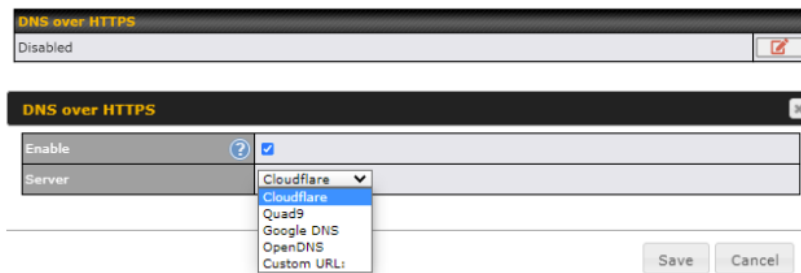 DNS over HTTPS
Disabled
DNS over HTTPS
Enable
Server Cloudflare
Cloudflare
Quad9
Google DNS
OpenDNS
Custom URL:
Save Cancel